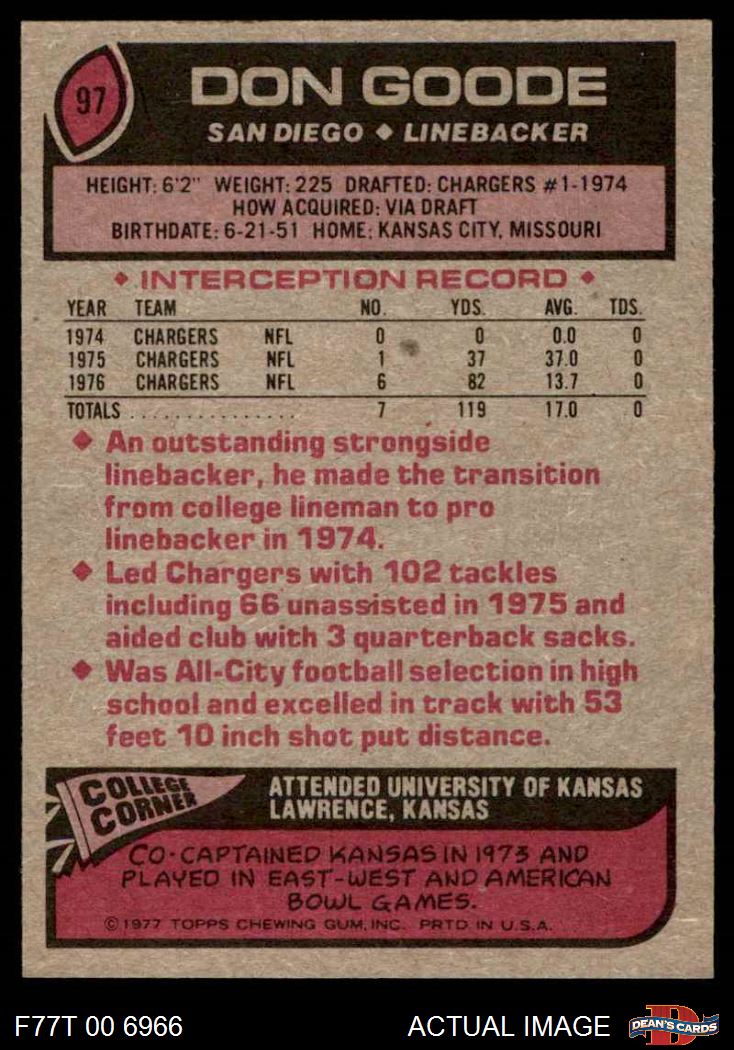 97
DON GOODE
SAN DIEGO ◆ LINEBACKER
HEIGHT: 6'2" WEIGHT: 225 DRAFTED: CHARGERS #1-1974
HOW ACQUIRED: VIA DRAFT
BIRTHDATE: 6-21-51 HOME: KANSAS CITY, MISSOURI
◆ INTERCEPTION RECORD ◆
YEAR TEAM NO. YDS. AVG. TDS.
1974 CHARGERS NFL 0 0 0.0 0
1975 CHARGERS NFL 1 37 37.0 0
1976 CHARGERS NFL 6 82 13.7 0
TOTALS ............... 7 119 17.0 0
◆ An outstanding strongside
linebacker, he made the transition
from college lineman to pro
linebacker in 1974.
◆ Led Chargers with 102 tackles
including 66 unassisted in 1975 and
aided club with 3 quarterback sacks.
◆ Was All-City football selection in high
school and excelled in track with 53
feet 10 inch shot put distance.
COLLEGE
CORNER
ATTENDED UNIVERSITY OF KANSAS
LAWRENCE, KANSAS
CO-CAPTAINED KANSAS IN 1973 AND
PLAYED IN EAST-WEST AND AMERICAN
BOWL GAMES.
© 1977 TOPPS CHEWING GUM, INC. PRTD IN U.S.A.
F77T 00 6966 ACTUAL IMAGE
D
DEAN'S CARDS